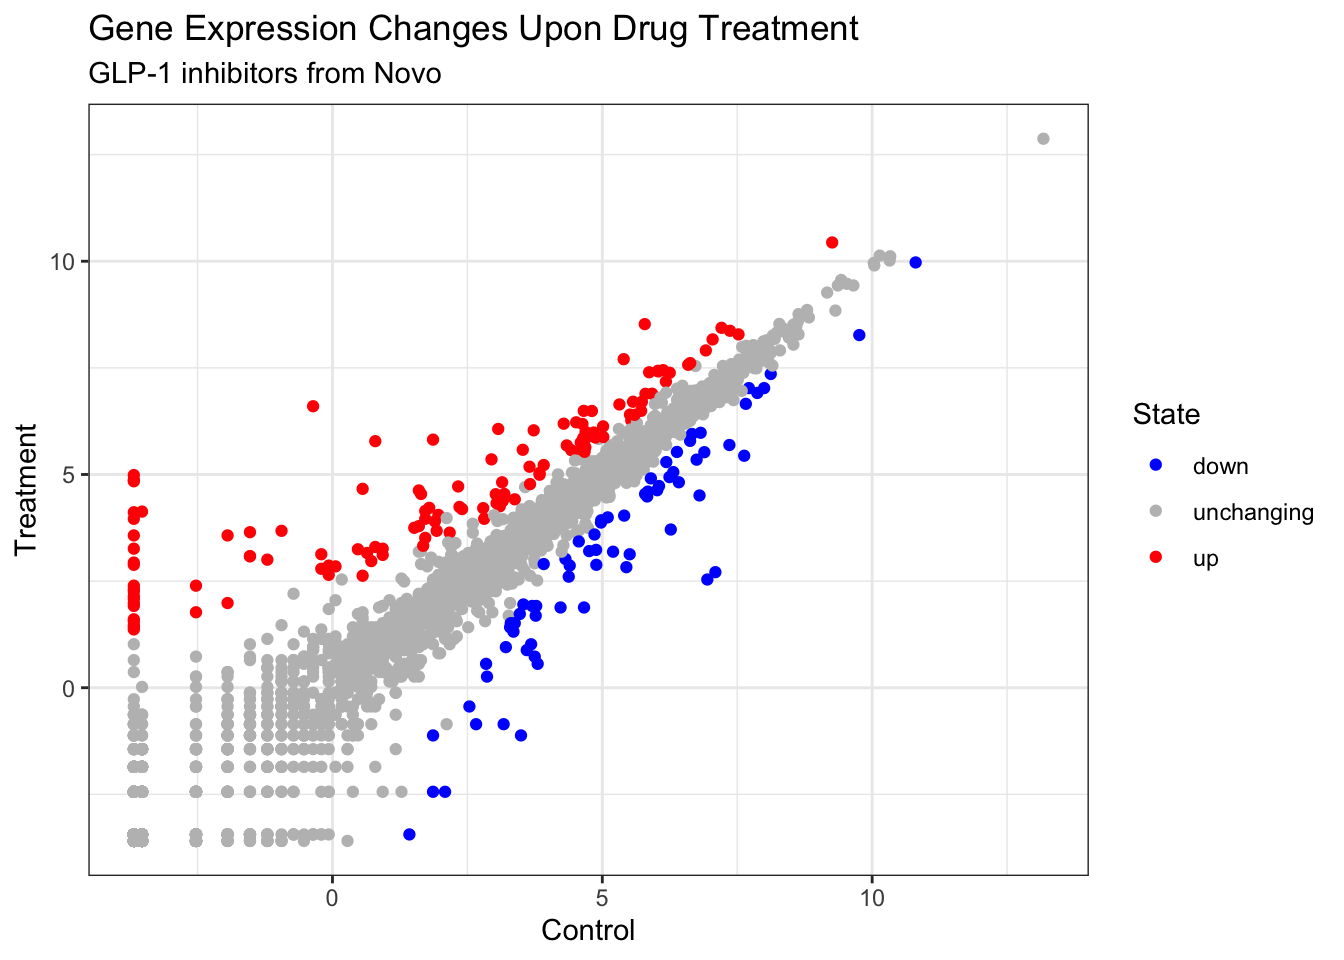 Gene Expression Changes Upon Drug Treatment
GLP-1 inhibitors from Novo
10
5
0
Treatment
0 5 10
Control
State
down
unchanging
up